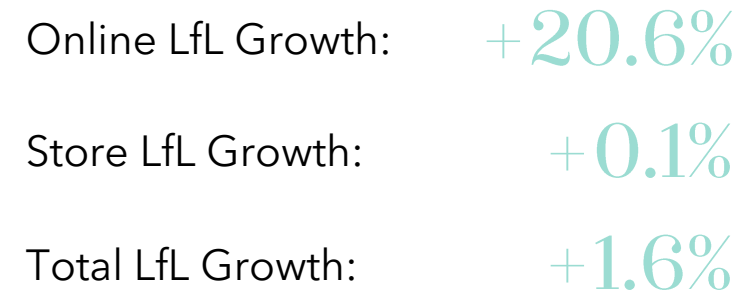 Online LfL Growth: +20.6%
Store LfL Growth: +0.1%
Total LfL Growth: +1.6%